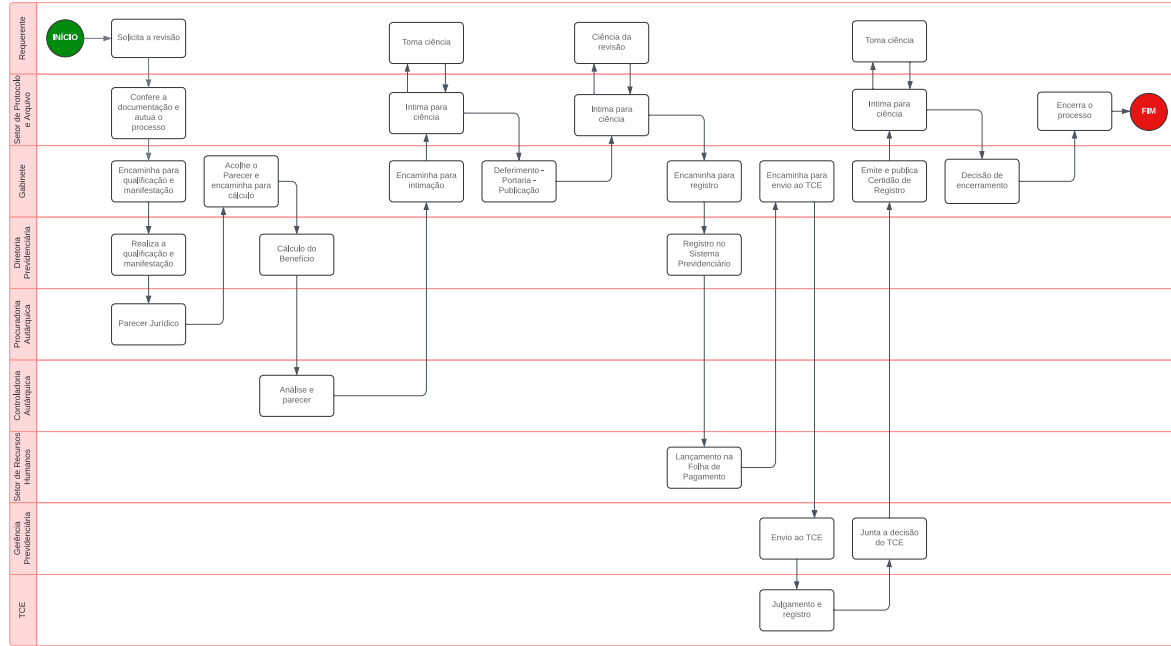 Requerente
INÍCIO
Solicita a revisão
Toma ciência
Ciência da
revisão
Toma ciência
Setor de Protocolo
e Arquivo
Confere a
documentação e
autua o
processo
Intima para
ciência
Intima para
ciência
Intima para
ciência
Encerra o
processo
FIM
Gabinete
Encaminha para
qualificação e
manifestação
Acolhe o
Parecer e
encaminha para
cálculo
Encaminha para
intimação
Deferimento -
Portaria -
Publicação
Encaminha para
registro
Encaminha para
envio ao TCE
Emite e publica
Certidão de
Registro
Decisão de
encerramento
Diretoria
Previdenciária
Realiza a
qualificação e
manifestação
Cálculo do
Benefício
Registro no
Sistema
Previdenciário
Procuradoria
Autárquica
Parecer Jurídico
Controladoria
Autárquica
Análise e
parecer
Setor de Recursos
Humanos
Lançamento na
Folha de
Pagamento
Gerência
Previdenciária
Envio ao TCE
Junta a decisão
do TCE
TCE
Julgamento e
registro